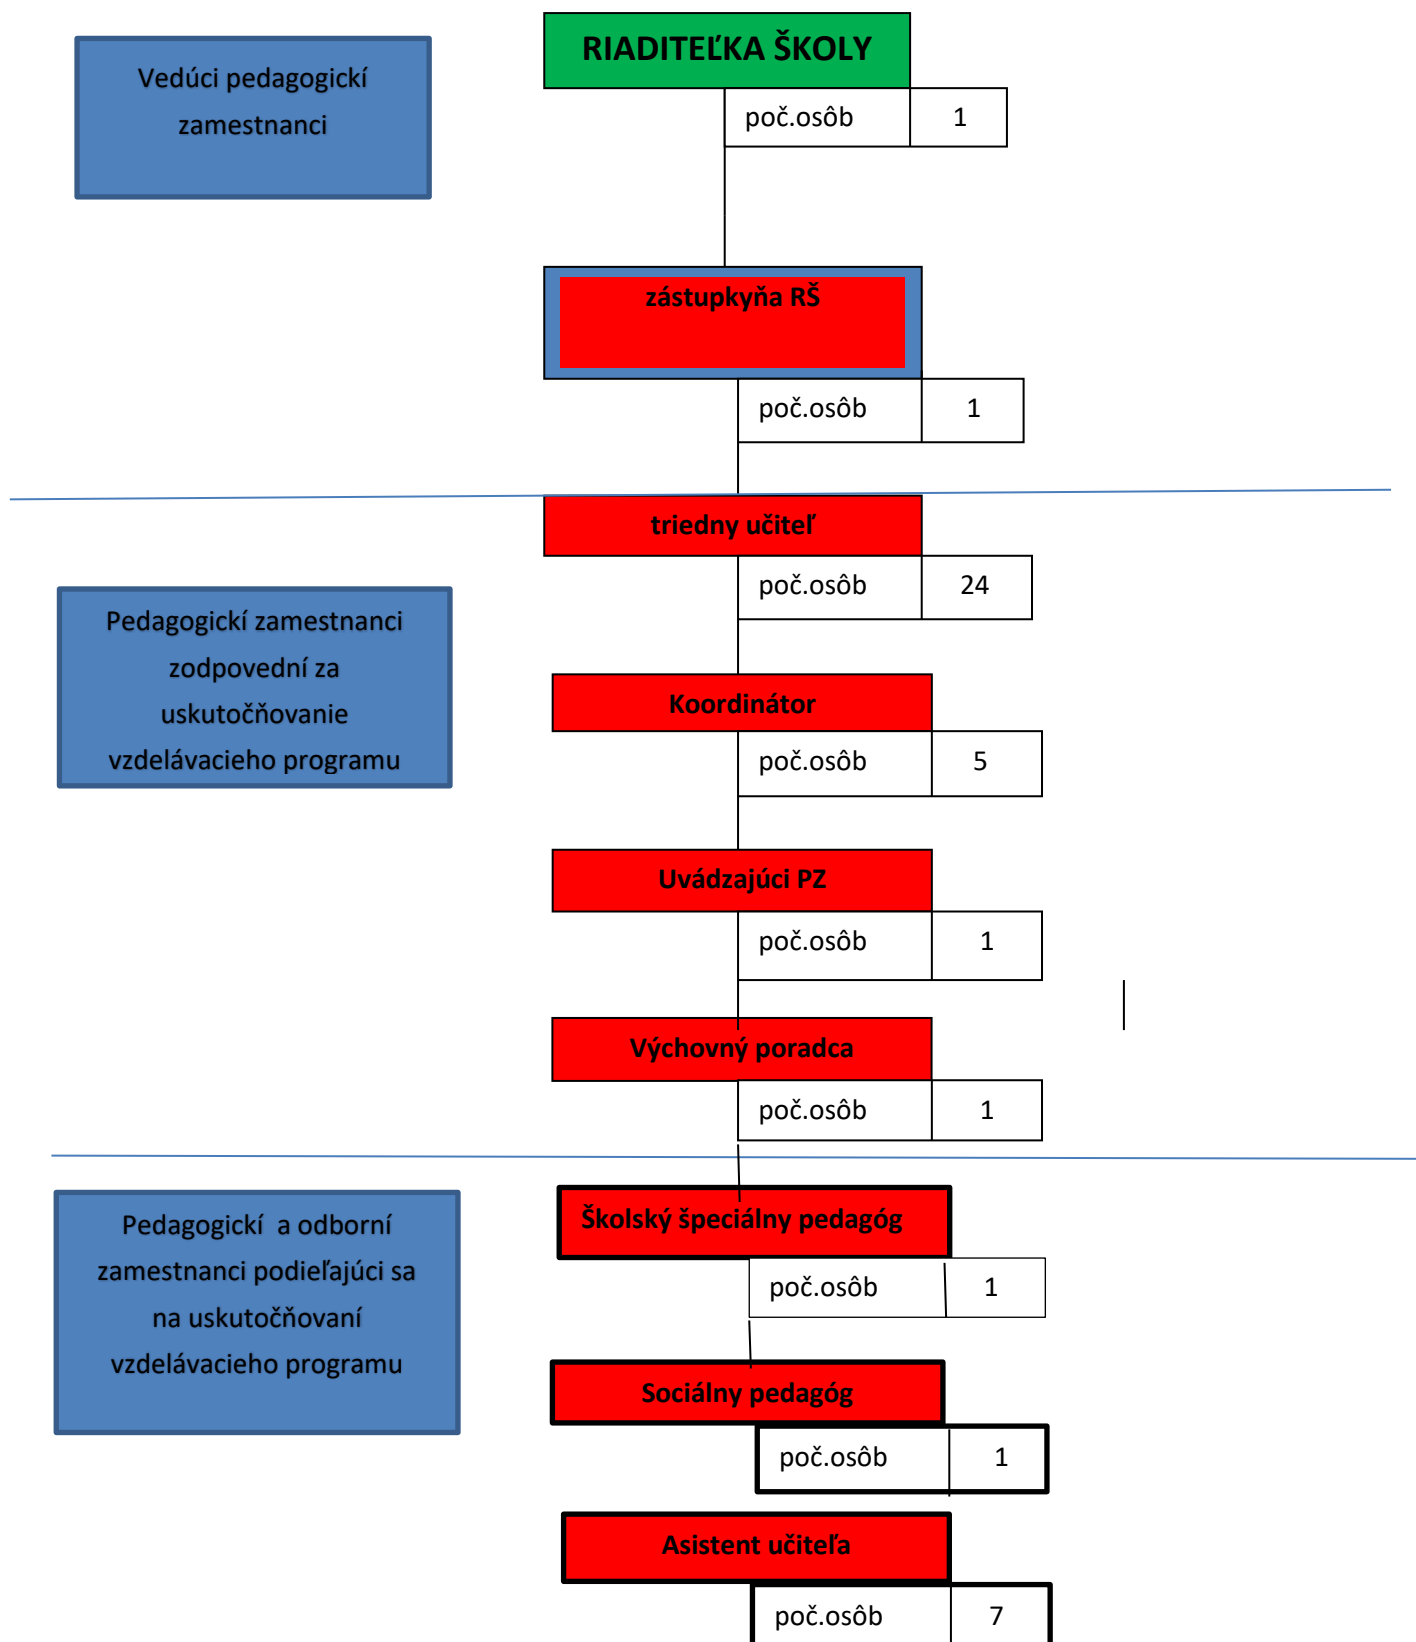 RIADITEĽKA ŠKOLY
Vedúci pedagogickí
zamestnanci
poč.osôb 1
zástupkyňa RŠ
poč.osôb 1
triedny učiteľ
poč.osôb 24
Pedagogickí zamestnanci
zodpovední za
uskutočňovanie
vzdelávacieho programu
Koordinátor
poč.osôb 5
Uvádzajúci PZ
poč.osôb 1
Výchovný poradca
poč.osôb 1
Školský špeciálny pedagóg
poč.osôb 1
Pedagogickí a odborní
zamestnanci podieľajúci sa
na uskutočňovaní
vzdelávacieho programu
Sociálny pedagóg
poč.osôb 1
Asistent učiteľa
poč.osôb 7